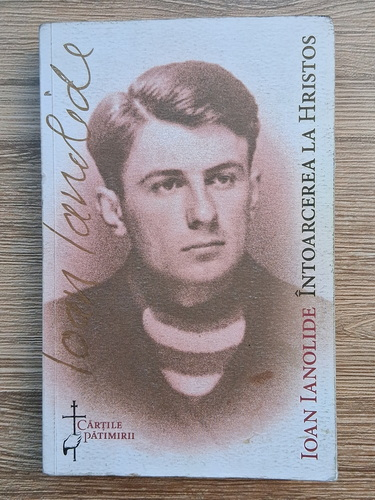 Ioan Ianolide
IOAN IANOLIDE ÎNTOARCEREA LA HRISTOS
CĂRȚILE
PĂTIMIRII